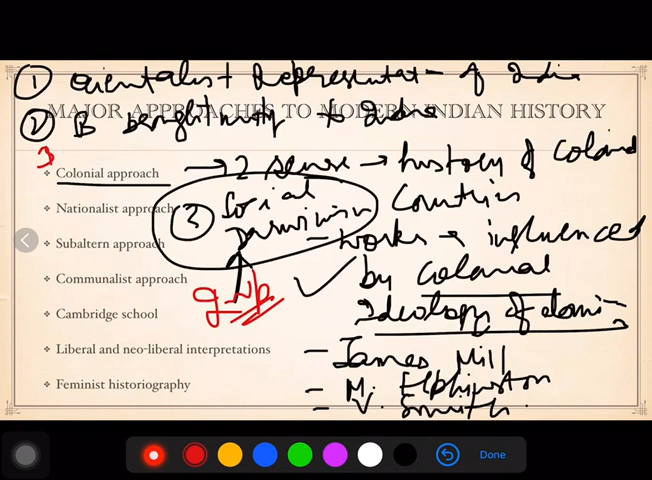 ① orientalist Representat- of India
MAJOR APPROACHES TO MODERN INDIAN HISTORY
② B to India
3
❖ Colonial approach → 2 sense → history of Colonial
Countries
❖ Nationalist approach
③ Social
Darwinism
- works → influenced
❖ Subaltern approach
by Colonial
❖ Communalist approach
Ideology of domi-
❖ Cambridge school
❖ Liberal and neo-liberal interpretations
- James Mill
❖ Feminist historiography
- M. Elphinston
- V. Smith
Done